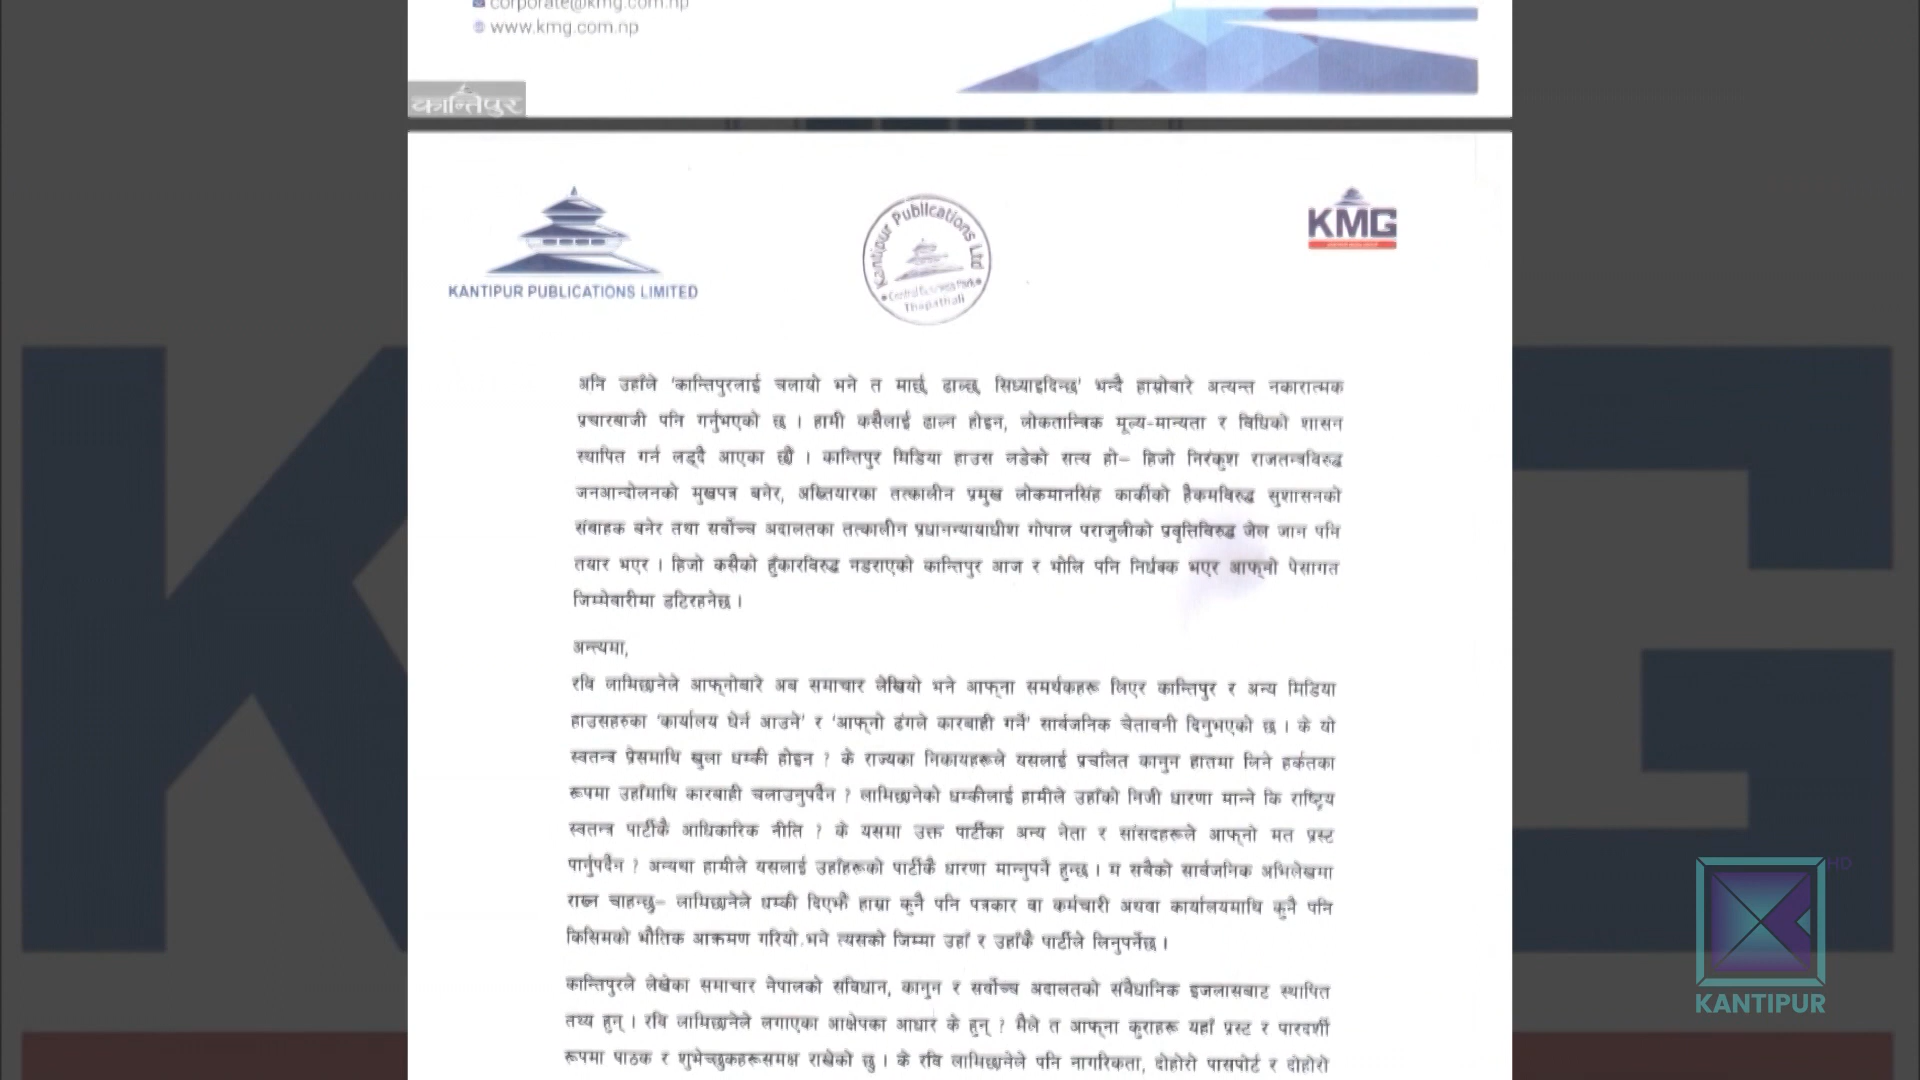 corporate@kmg.com.np
www.kmg.com.np
कान्तिपुर
KANTIPUR PUBLICATIONS LIMITED
Kantipur Publications Ltd
Central Business Park
Thapathali
KMG
अनि उहाँले 'कान्तिपुरलाई चलायो भने त मार्छ, ढाल्छ, सिध्याइदिन्छ' भन्दै हाम्रोबारे अत्यन्त नकारात्मक
प्रचारबाजी पनि गर्नुभएको छ । हामी कसैलाई ढाल्न होइन, लोकतान्त्रिक मूल्य-मान्यता र विधिको शासन
स्थापित गर्न लड्दै आएका छौं । कान्तिपुर मिडिया हाउस लडेको सत्य हो– हिजो निरंकुश राजतन्त्रविरुद्ध
जनआन्दोलनको मुखपत्र बनेर, अख्तियारका तत्कालीन प्रमुख लोकमानसिंह कार्कीको हैकमविरुद्ध सुशासनको
संवाहक बनेर तथा सर्वोच्च अदालतका तत्कालीन प्रधानन्यायाधीश गोपाल पराजुलीको प्रवृत्तिविरुद्ध जेल जान पनि
तयार भएर । हिजो कसैको हुँकारविरुद्ध नडराएको कान्तिपुर आज र भोलि पनि निर्धक्क भएर आफ्नो पेसागत
जिम्मेवारीमा डटिरहनेछ ।
अन्त्यमा,
रवि लामिछानेले आफ्नोबारे अब समाचार लेखियो भने आफ्ना समर्थकहरू लिएर कान्तिपुर र अन्य मिडिया
हाउसहरुका 'कार्यालय घेर्न आउने' र 'आफ्नो ढंगले कारबाही गर्ने' सार्वजनिक चेतावनी दिनुभएको छ । के यो
स्वतन्त्र प्रेसमाथि खुला धम्की होइन ? के राज्यका निकायहरूले यसलाई प्रचलित कानुन हातमा लिने हर्कतका
रूपमा उहाँमाथि कारबाही चलाउनुपर्दैन ? लामिछानेको धम्कीलाई हामीले उहाँको निजी धारणा मान्ने कि राष्ट्रिय
स्वतन्त्र पार्टीकै आधिकारिक नीति ? के यसमा उक्त पार्टीका अन्य नेता र सांसदहरूले आफ्नो मत प्रस्ट
पार्नुपर्दैन ? अन्यथा हामीले यसलाई उहाँहरूको पार्टीकै धारणा मान्नुपर्ने हुन्छ । म सबैको सार्वजनिक अभिलेखमा
राख्न चाहन्छु– लामिछानेले धम्की दिएझैं हाम्रा कुनै पनि पत्रकार वा कर्मचारी अथवा कार्यालयमाथि कुनै पनि
किसिमको भौतिक आक्रमण गरियो भने त्यसको जिम्मा उहाँ र उहाँकै पार्टीले लिनुपर्नेछ ।
कान्तिपुरले लेखेका समाचार नेपालको संविधान, कानुन र सर्वोच्च अदालतको संवैधानिक इजलासबाट स्थापित
तथ्य हुन् । रवि लामिछानेले लगाएका आक्षेपका आधार के हुन् ? मैले त आफ्ना कुराहरू यहाँ प्रस्ट र पारदर्शी
रूपमा पाठक र शुभेच्छुकहरूसमक्ष राखेको छु । के रवि लामिछानेले पनि नागरिकता, दोहोरो पासपोर्ट र दोहोरो
HD
KANTIPUR